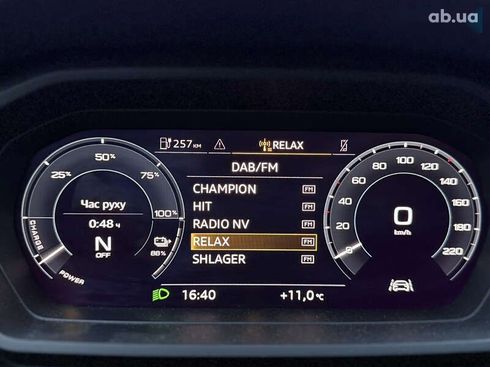 ab.ua
257 KM
RELAX
DAB/FM
CHAMPION FM
HIT FM
RADIO NV FM
RELAX FM
SHLAGER FM
50%
25%
75%
100%
Час руху
0:48 ч
N
OFF
88%
CHARGE
POWER
0
20
40
60
80
100
120
140
160
180
200
220
0
km/h
16:40
+11,0 °C